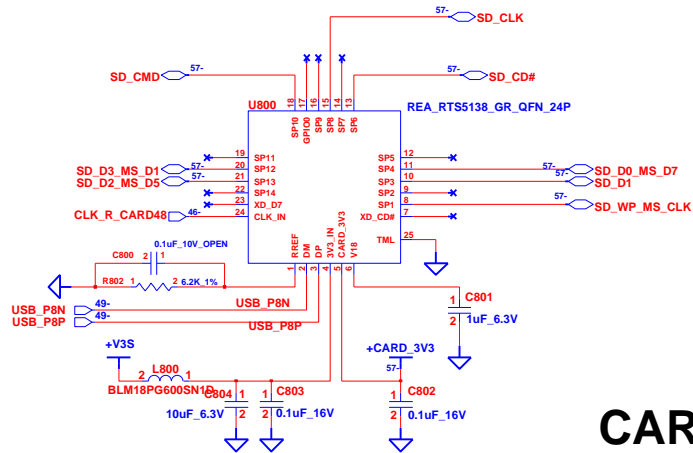 57-
SD_CLK
57-
SD_CMD
57-
SD_CD#
U800
REA_RTS5138_GR_QFN_24P
18 17 16 15 14 13
SP10 GPIO0 SP9 SP8 SP7 SP6
19 SP11
SP5 12
SD_D3_MS_D1 57- 20 SP12
SP4 11 57- SD_D0_MS_D7
SD_D2_MS_D5 57- 21 SP13
SP3 10 57- SD_D1
22 SP14
SP2 9
23 XD_D7
SP1 8 57- SD_WP_MS_CLK
CLK_R_CARD48 46- 24 CLK_IN
XD_CD# 7
TML 25
RREF DM DP 3V3_IN CARD_3V3 V18
1 2 3 4 5 6
0.1uF_10V_OPEN
C800 2 1
R802 1 2 6.2K_1%
USB_P8N 49- USB_P8N
USB_P8P 49- USB_P8P
1 C801
2 1uF_6.3V
+V3S
+CARD_3V3
57-
L800
2 1
BLM18PG600SN1D
C804 1 2
10uF_6.3V
1 C803
2 0.1uF_16V
1 C802
2 0.1uF_16V
CAR